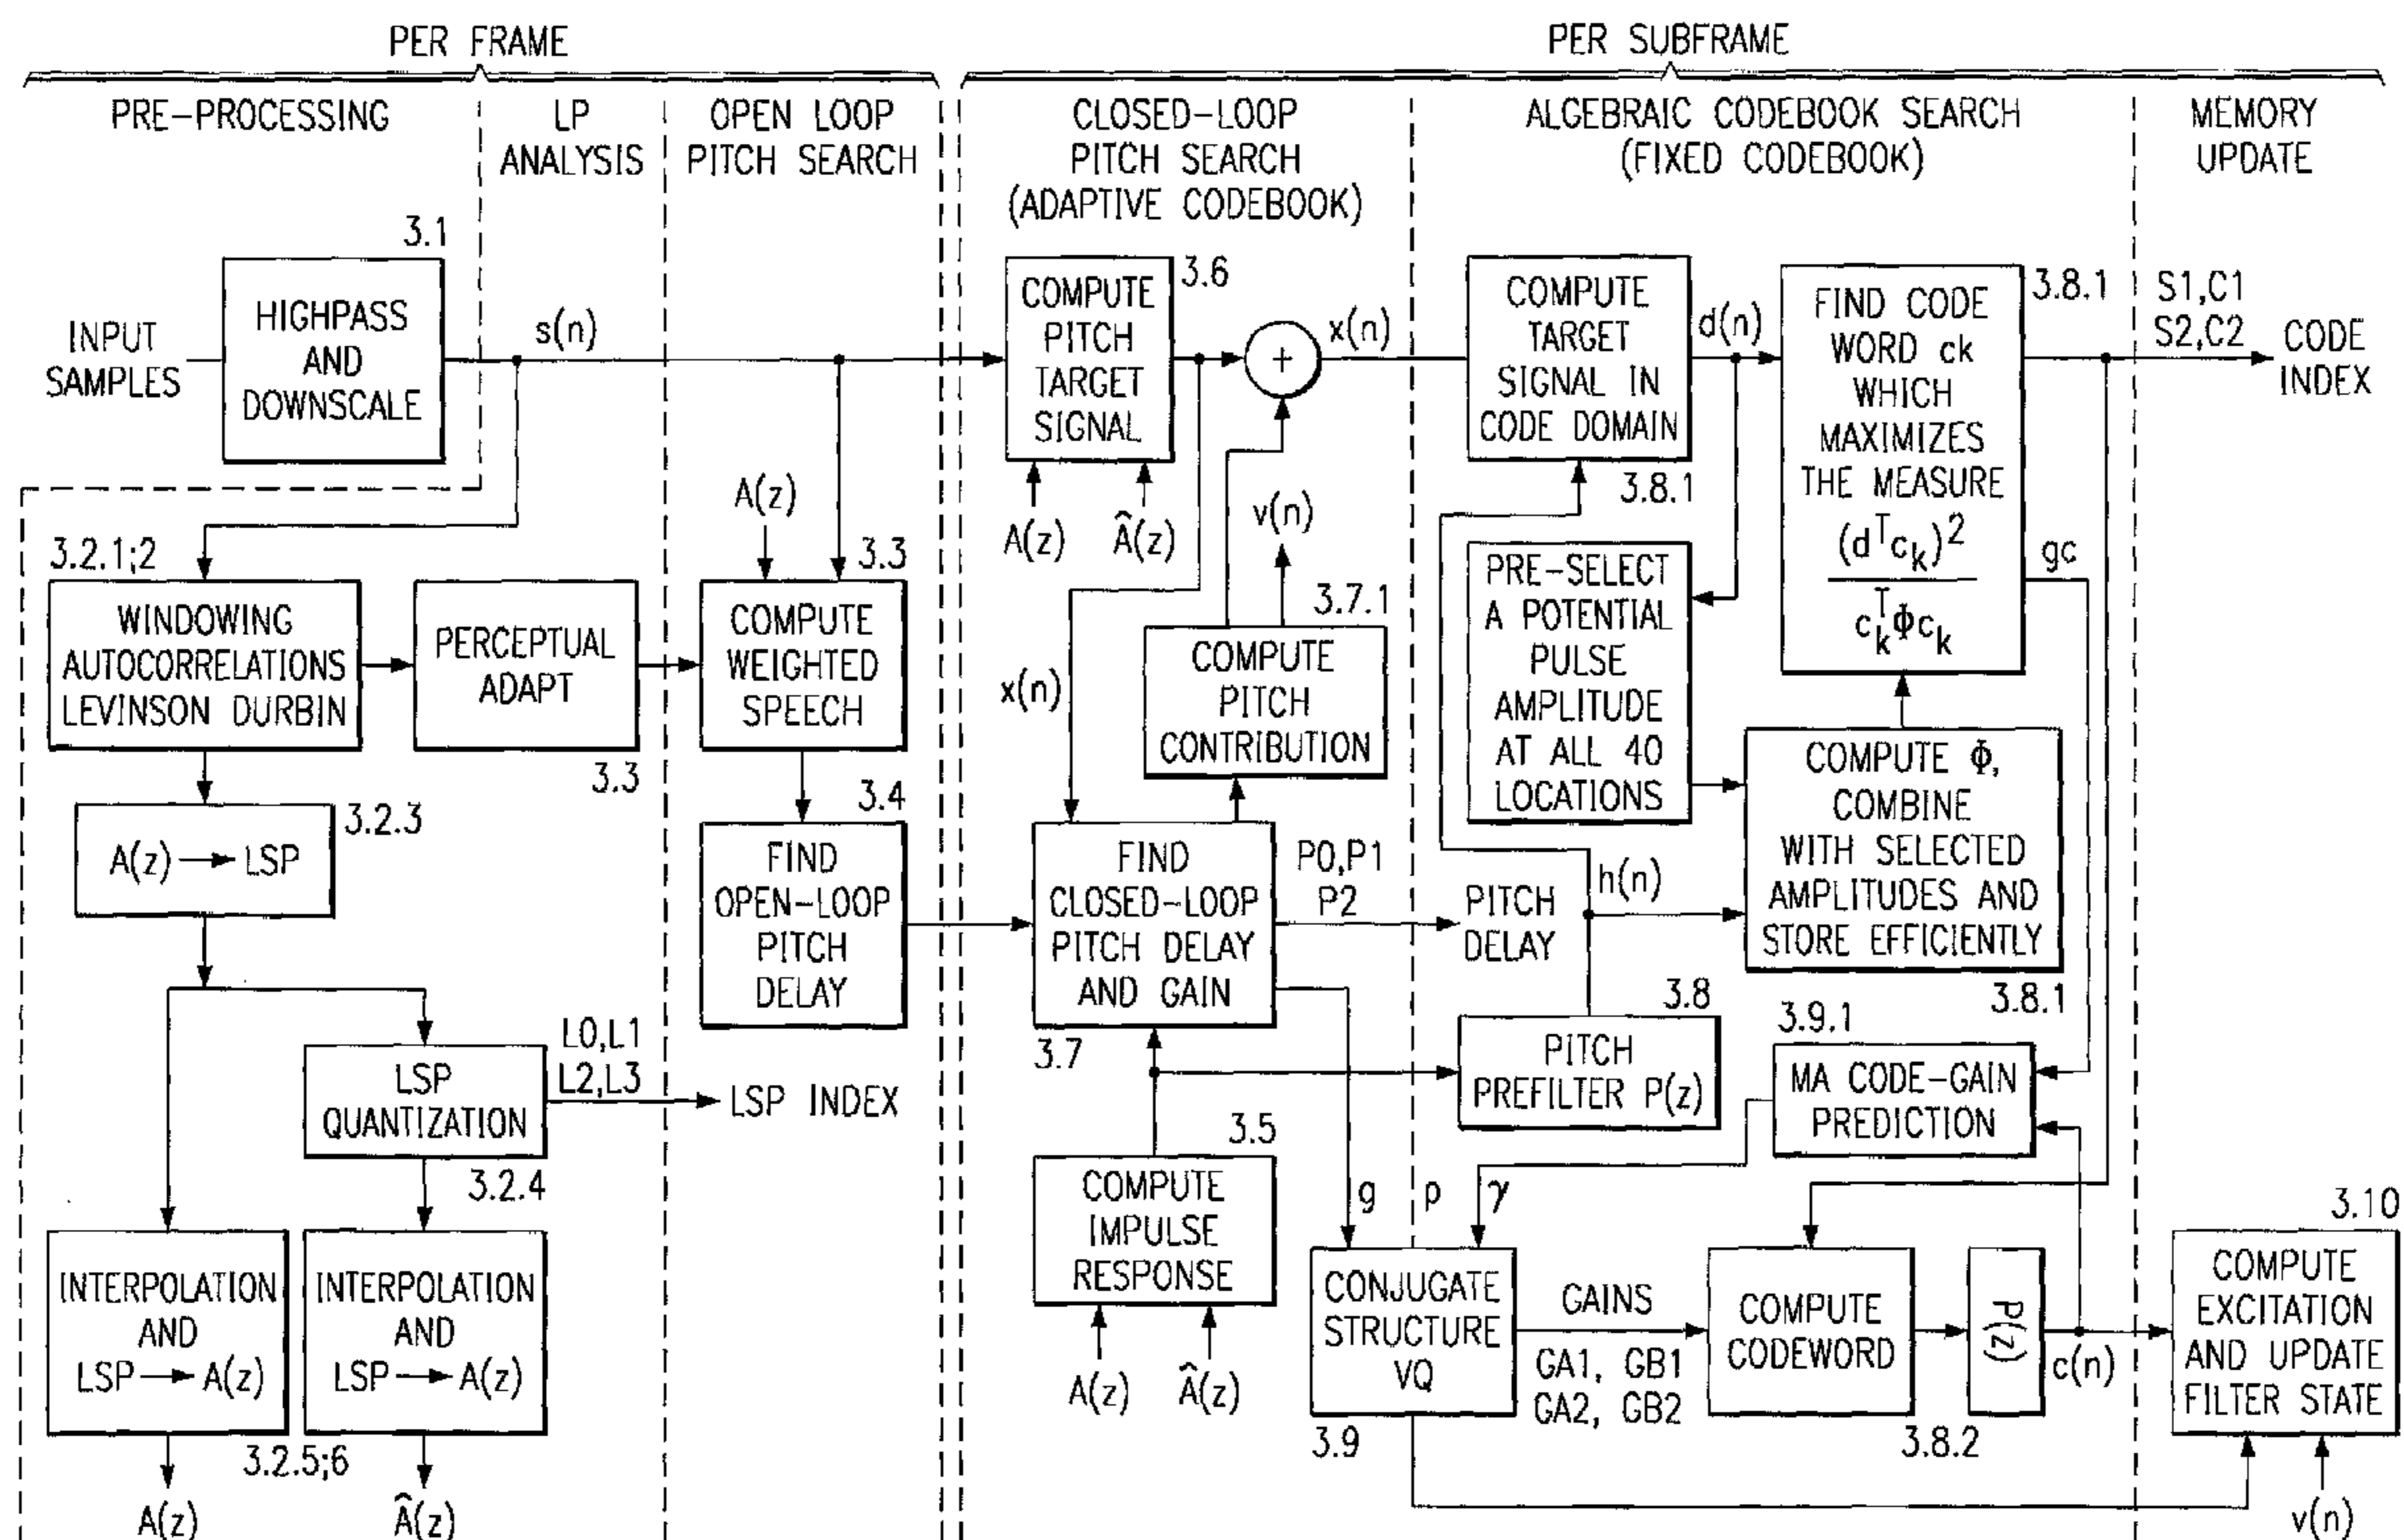 PER FRAME
PER SUBFRAME
PRE-PROCESSING
LP
ANALYSIS
OPEN LOOP
PITCH SEARCH
CLOSED-LOOP
PITCH SEARCH
(ADAPTIVE CODEBOOK)
ALGEBRAIC CODEBOOK SEARCH
(FIXED CODEBOOK)
MEMORY
UPDATE
INPUT
SAMPLES
3.1
HIGHPASS
AND
DOWNSCALE
s(n)
3.2.1;2
WINDOWING
AUTOCORRELATIONS
LEVINSON DURBIN
PERCEPTUAL
ADAPT
3.3
A(z)
3.3
COMPUTE
WEIGHTED
SPEECH
3.2.3
A(z) → LSP
3.4
FIND
OPEN-LOOP
PITCH
DELAY
LSP
QUANTIZATION
3.2.4
L0,L1
L2,L3
LSP INDEX
INTERPOLATION
AND
LSP → A(z)
INTERPOLATION
AND
LSP → A(z)
3.2.5;6
A(z)
Â(z)
COMPUTE
PITCH
TARGET
SIGNAL
3.6
A(z)
Â(z)
+
x(n)
v(n)
x(n)
3.7.1
COMPUTE
PITCH
CONTRIBUTION
FIND
CLOSED-LOOP
PITCH DELAY
AND GAIN
3.7
P0,P1
P2
PITCH
DELAY
3.5
COMPUTE
IMPULSE
RESPONSE
A(z)
Â(z)
g
p
γ
COMPUTE
TARGET
SIGNAL IN
CODE DOMAIN
3.8.1
d(n)
FIND CODE
WORD ck
WHICH
MAXIMIZES
THE MEASURE
(dᵀcₖ)²
cₖᵀΦcₖ
3.8.1
S1,C1
S2,C2
CODE
INDEX
gc
PRE-SELECT
A POTENTIAL
PULSE
AMPLITUDE
AT ALL 40
LOCATIONS
COMPUTE Φ,
COMBINE
WITH SELECTED
AMPLITUDES AND
STORE EFFICIENTLY
3.8.1
h(n)
3.8
PITCH
PREFILTER P(z)
3.9.1
MA CODE-GAIN
PREDICTION
CONJUGATE
STRUCTURE
VQ
3.9
GAINS
GA1, GB1
GA2, GB2
COMPUTE
CODEWORD
3.8.2
P(z)
c(n)
3.10
COMPUTE
EXCITATION
AND UPDATE
FILTER STATE
v(n)